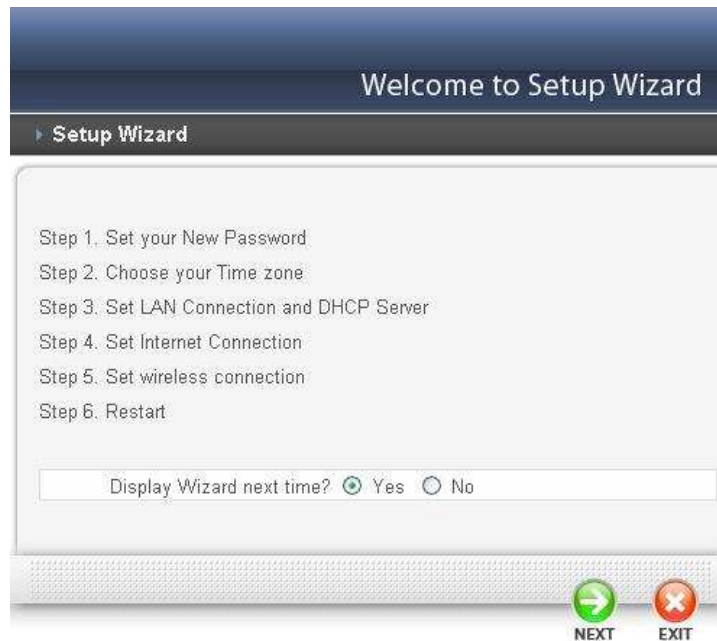 Welcome to Setup Wizard
Setup Wizard
Step 1. Set your New Password
Step 2. Choose your Time zone
Step 3. Set LAN Connection and DHCP Server
Step 4. Set Internet Connection
Step 5. Set wireless connection
Step 6. Restart
Display Wizard next time? Yes No
NEXT EXIT